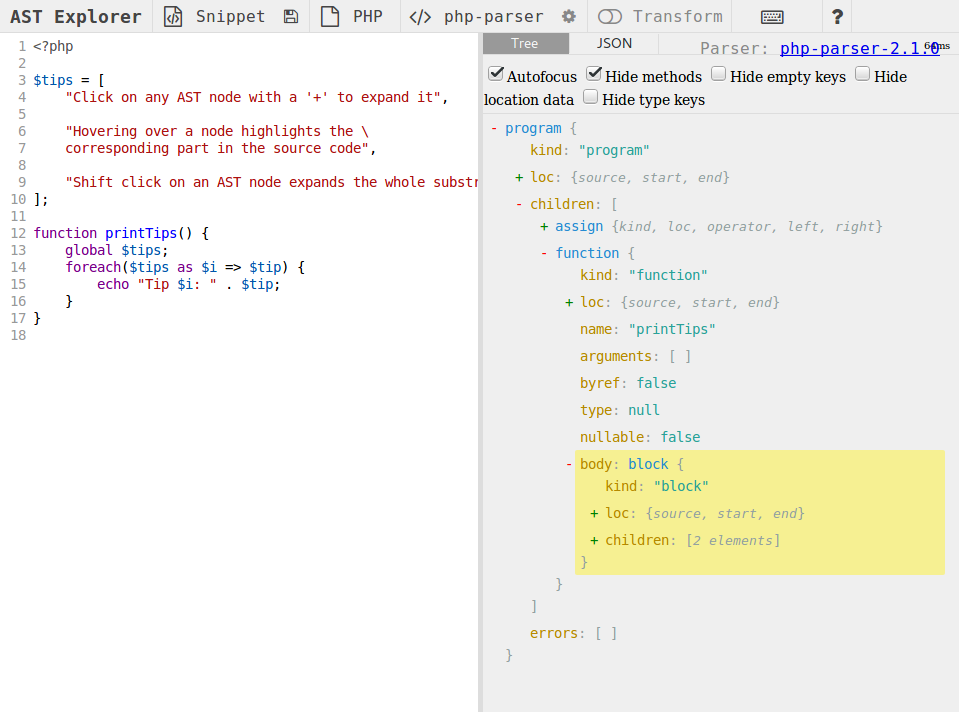 AST Explorer Snippet PHP </> php-parser Transform ?
Tree JSON Parser: php-parser-2.1.0 ms
Autofocus Hide methods Hide empty keys Hide
location data Hide type keys
1 <?php
2
3 $tips = [
4 "Click on any AST node with a '+' to expand it",
5
6 "Hovering over a node highlights the \
7 corresponding part in the source code",
8
9 "Shift click on an AST node expands the whole substr
10 ];
11
12 function printTips() {
13 global $tips;
14 foreach($tips as $i => $tip) {
15 echo "Tip $i: " . $tip;
16 }
17 }
18
- program {
kind: "program"
+ loc: {source, start, end}
- children: [
+ assign {kind, loc, operator, left, right}
- function {
kind: "function"
+ loc: {source, start, end}
name: "printTips"
arguments: [ ]
byref: false
type: null
nullable: false
- body: block {
kind: "block"
+ loc: {source, start, end}
+ children: [2 elements]
}
}
]
errors: [ ]
}